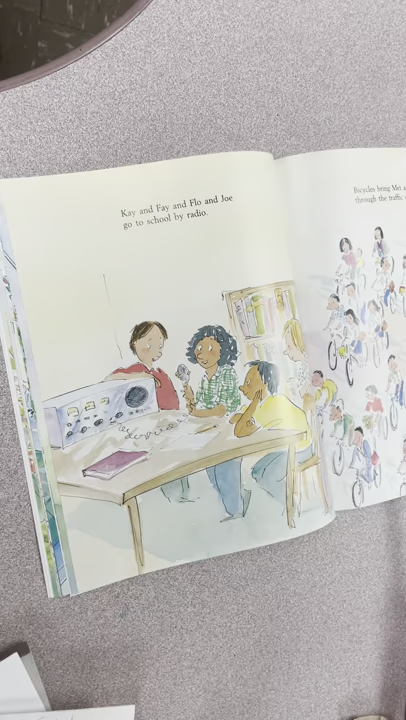 Kay and Fay and Flo and Joe
go to school by radio.
Bicycles bring Mei
through the traffic